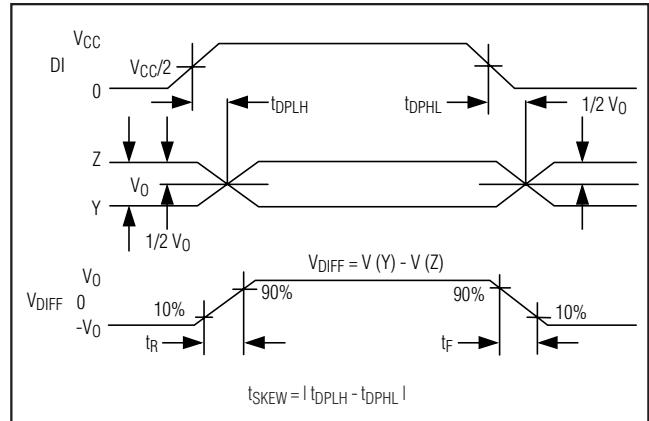 VCC
DI
VCC/2
0
tDPLH
tDPHL
1/2 VO
Z
VO
Y
1/2 VO
VDIFF = V (Y) - V (Z)
VO
VDIFF 0
-VO
10%
90%
90%
10%
tR
tF
tSKEW = | tDPLH - tDPHL |